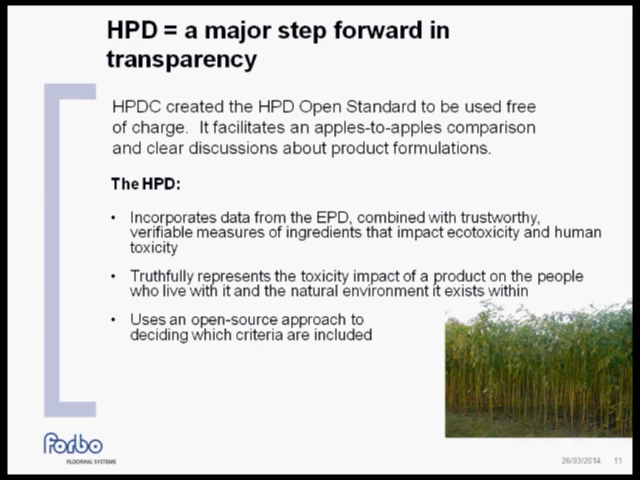 HPD = a major step forward in
transparency
HPDC created the HPD Open Standard to be used free
of charge. It facilitates an apples-to-apples comparison
and clear discussions about product formulations.
The HPD:
• Incorporates data from the EPD, combined with trustworthy,
verifiable measures of ingredients that impact ecotoxicity and human
toxicity
• Truthfully represents the toxicity impact of a product on the people
who live with it and the natural environment it exists within
• Uses an open-source approach to
deciding which criteria are included
Forbo
FLOORING SYSTEMS
26/03/2014 11